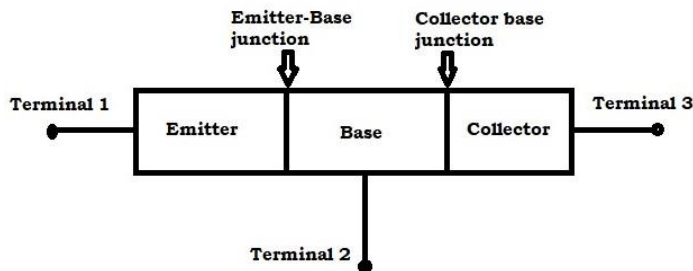 Emitter-Base
junction
Collector base
junction
Terminal 1
Emitter
Base
Collector
Terminal 3
Terminal 2